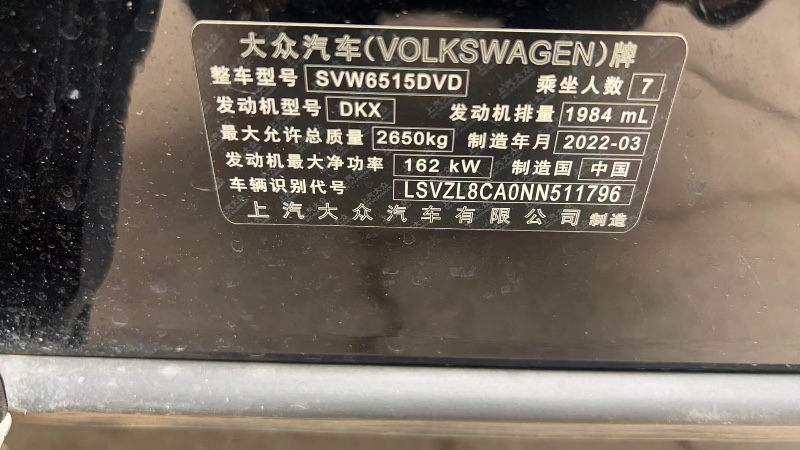 大众汽车(VOLKSWAGEN)牌
整车型号 SVW6515DVD 乘坐人数 7
发动机型号 DKX 发动机排量 1984 mL
最大允许总质量 2650kg 制造年月 2022-03
发动机最大净功率 162 kW 制造国 中国
车辆识别代号 LSVZL8CA0NN511796
上汽大众汽车有限公司 制造